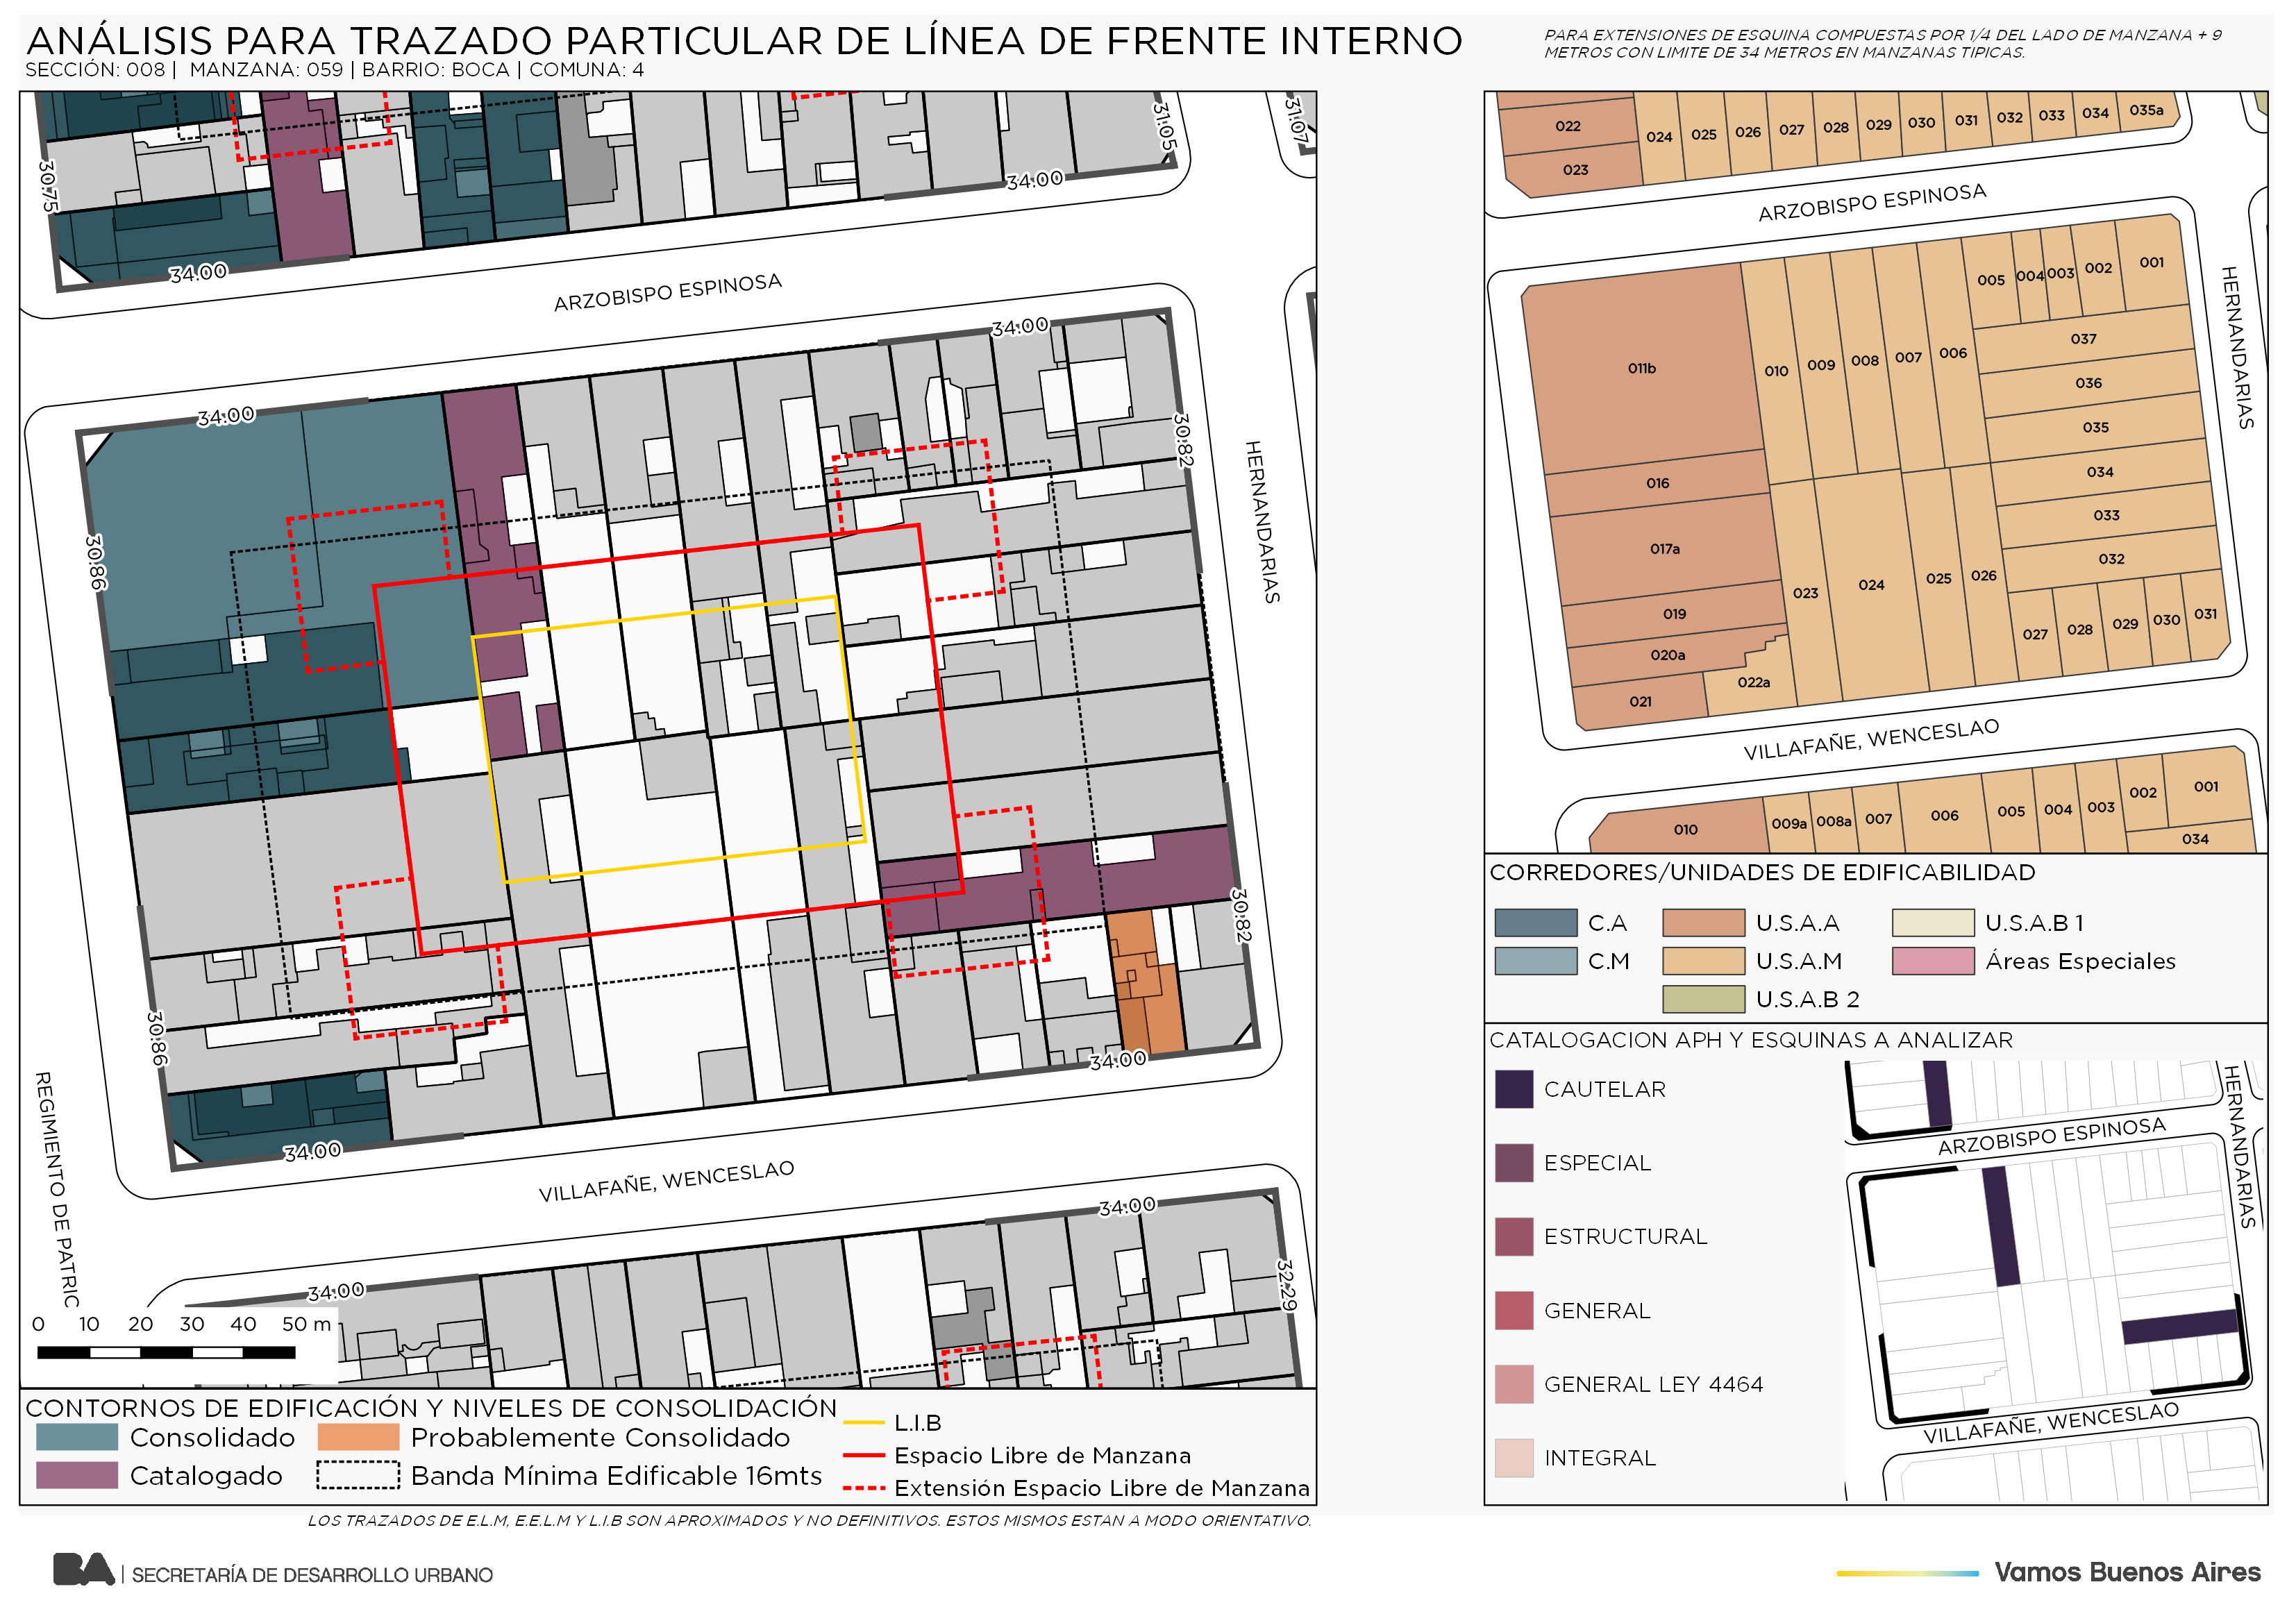 ANÁLISIS PARA TRAZADO PARTICULAR DE LÍNEA DE FRENTE INTERNO
SECCIÓN: 008 | MANZANA: 059 | BARRIO: BOCA | COMUNA: 4
PARA EXTENSIONES DE ESQUINA COMPUESTAS POR 1/4 DEL LADO DE MANZANA + 9
METROS CON LIMITE DE 34 METROS EN MANZANAS TIPICAS.
30.75
34.00
34.00
31.05
31.07
ARZOBISPO ESPINOSA
34.00
34.00
30.82
30.86
HERNANDARIAS
30.82
30.86
34.00
34.00
REGIMIENTO DE PATRIC
VILLAFAÑE, WENCESLAO
34.00
34.00
32.29
0 10 20 30 40 50 m
CONTORNOS DE EDIFICACIÓN Y NIVELES DE CONSOLIDACIÓN
Consolidado
Probablemente Consolidado
Catalogado
Banda Mínima Edificable 16mts
L.I.B
Espacio Libre de Manzana
Extensión Espacio Libre de Manzana
LOS TRAZADOS DE E.L.M, E.E.L.M Y L.I.B SON APROXIMADOS Y NO DEFINITIVOS. ESTOS MISMOS ESTAN A MODO ORIENTATIVO.
022
023
024 025 026 027 028 029 030 031 032 033 034 035a
ARZOBISPO ESPINOSA
HERNANDARIAS
011b
010 009 008 007 006
005 004 003 002 001
037
036
035
034
033
032
016
017a
019
020a
021
022a
023
024
025
026
027 028 029 030 031
VILLAFAÑE, WENCESLAO
010
009a 008a 007 006 005 004 003 002 001
034
CORREDORES/UNIDADES DE EDIFICABILIDAD
C.A
U.S.A.A
U.S.A.B 1
C.M
U.S.A.M
Áreas Especiales
U.S.A.B 2
CATALOGACION APH Y ESQUINAS A ANALIZAR
CAUTELAR
ESPECIAL
ESTRUCTURAL
GENERAL
GENERAL LEY 4464
INTEGRAL
ARZOBISPO ESPINOSA
HERNANDARIAS
VILLAFAÑE, WENCESLAO
BA | SECRETARÍA DE DESARROLLO URBANO
Vamos Buenos Aires